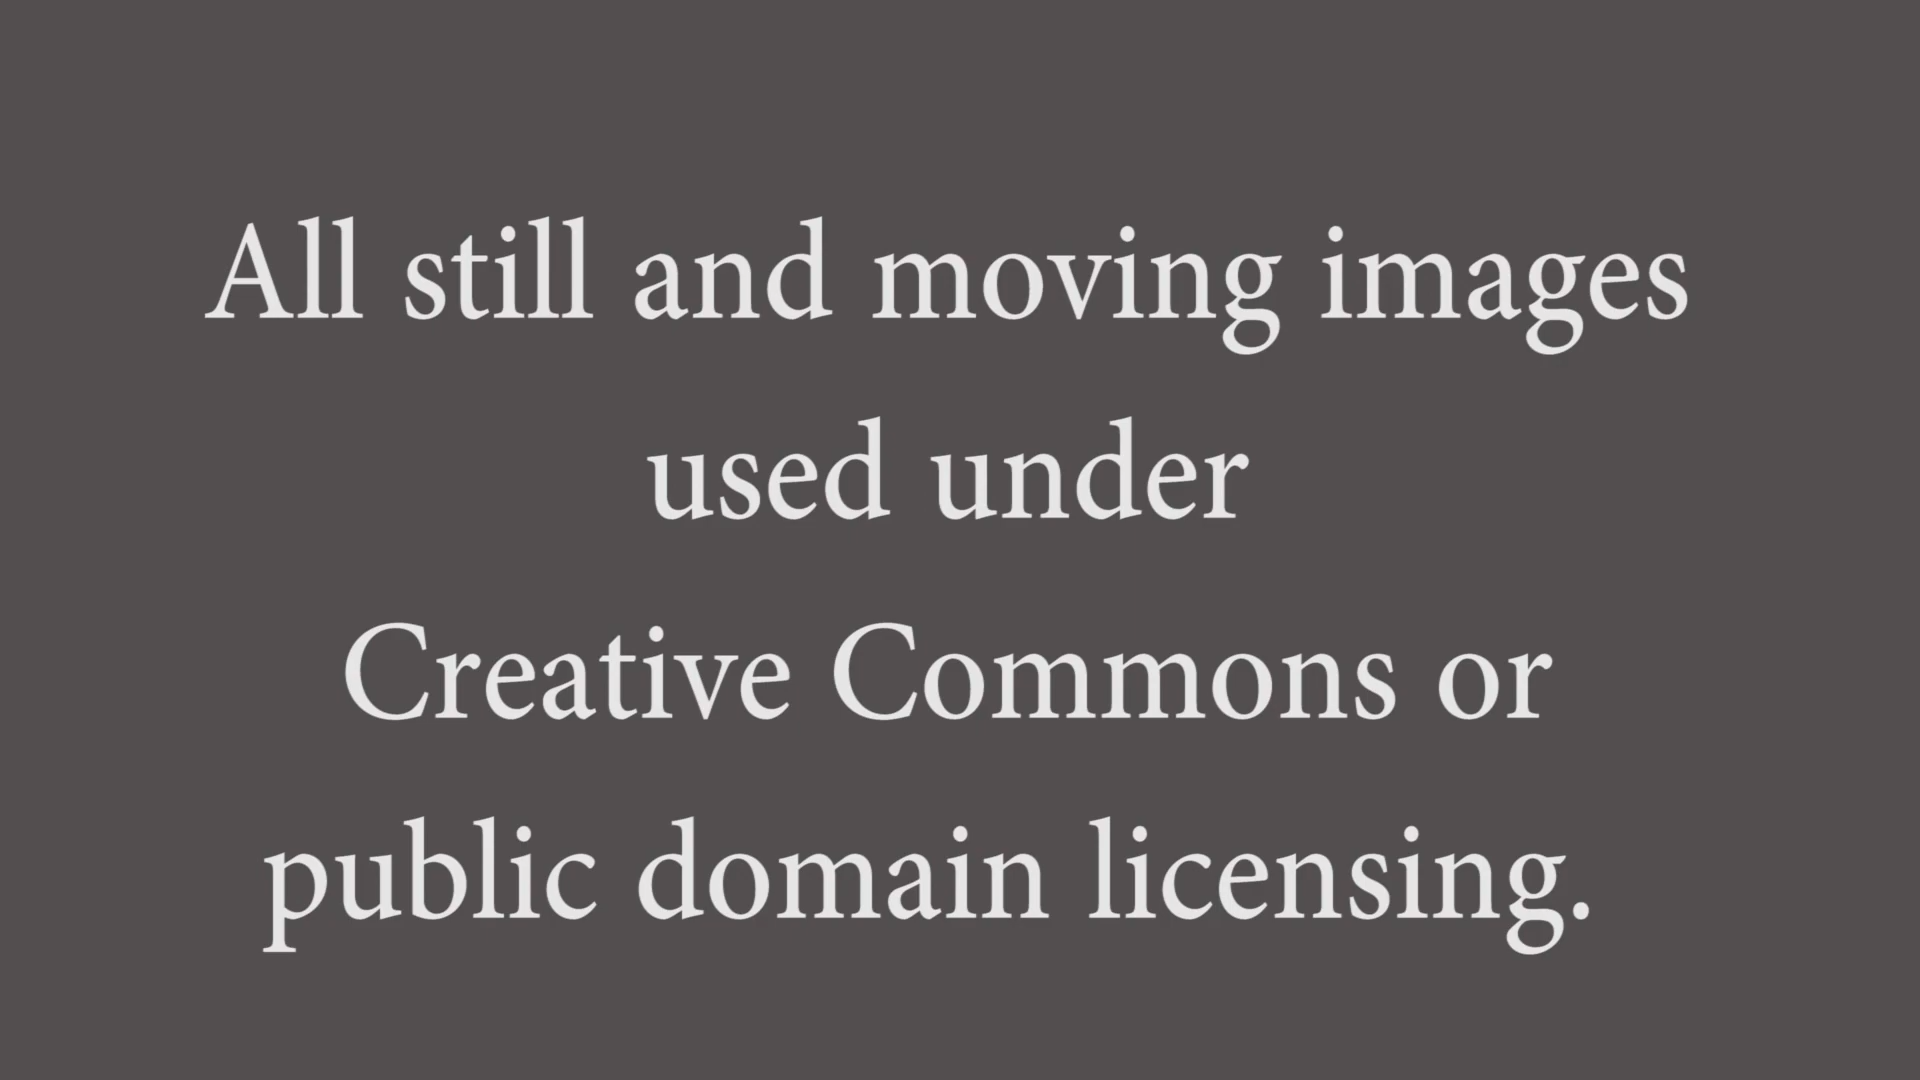 All still and moving images
used under
Creative Commons or
public domain licensing.